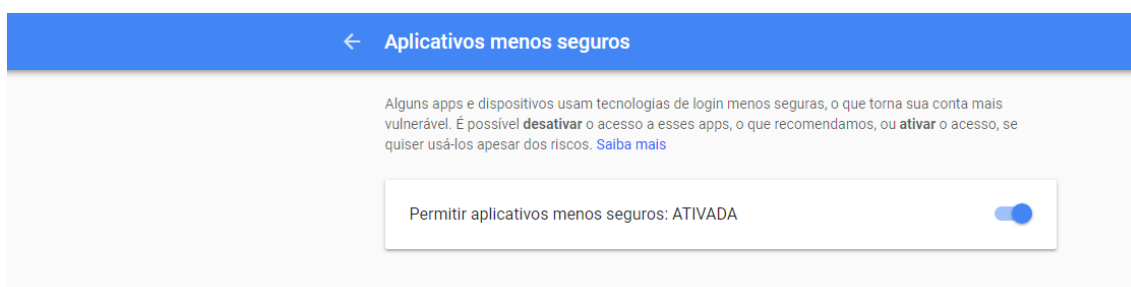 Aplicativos menos seguros
Alguns apps e dispositivos usam tecnologias de login menos seguras, o que torna sua conta mais
vulnerável. É possível desativar o acesso a esses apps, o que recomendamos, ou ativar o acesso, se
quiser usá-los apesar dos riscos. Saiba mais
Permitir aplicativos menos seguros: ATIVADA